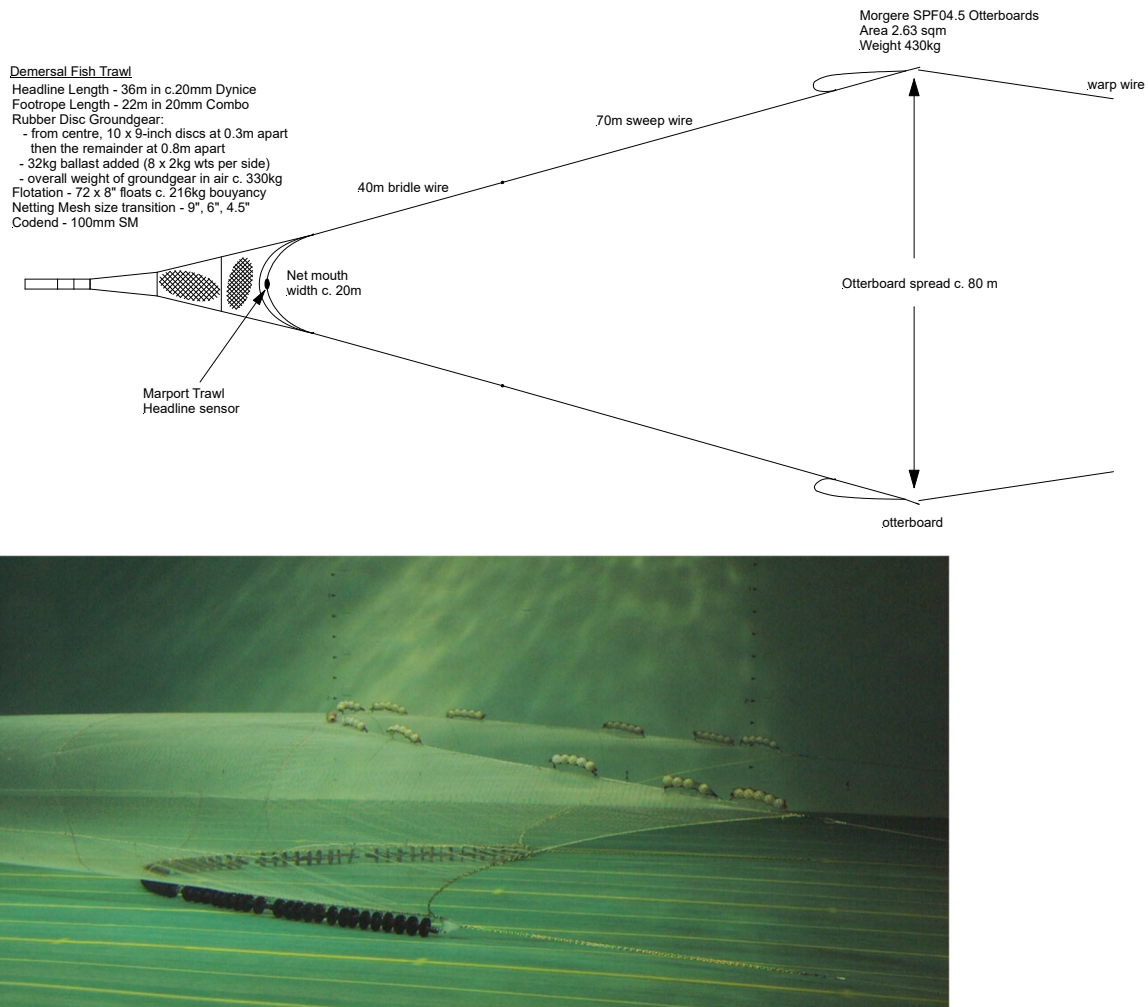 Morgere SPF04.5 Otterboards
Area 2.63 sqm
Weight 430kg
Demersal Fish Trawl
Headline Length - 36m in c.20mm Dynice
Footrope Length - 22m in 20mm Combo
Rubber Disc Groundgear:
- from centre, 10 x 9-inch discs at 0.3m apart
then the remainder at 0.8m apart
- 32kg ballast added (8 x 2kg wts per side)
- overall weight of groundgear in air c. 330kg
Flotation - 72 x 8" floats c. 216kg bouyancy
Netting Mesh size transition - 9", 6", 4.5"
Codend - 100mm SM
warp wire
70m sweep wire
40m bridle wire
Net mouth
width c. 20m
Otterboard spread c. 80 m
Marport Trawl
Headline sensor
otterboard